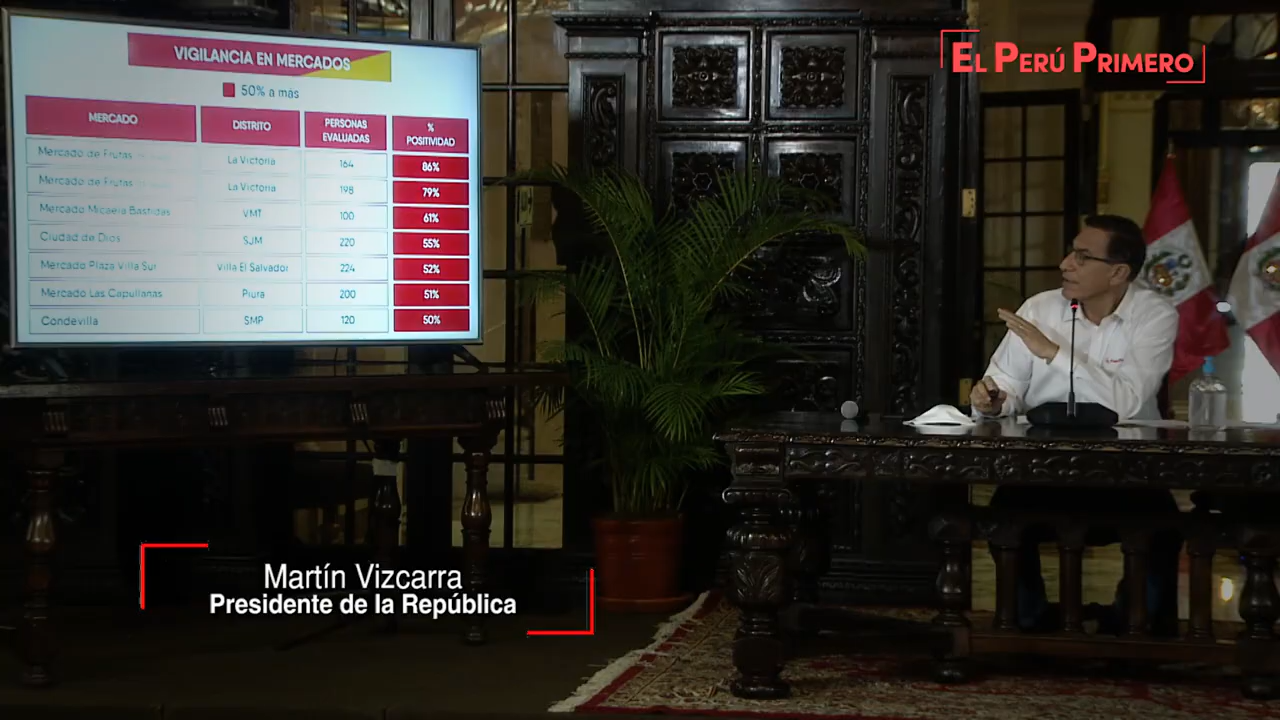 EL PERÚ PRIMERO
VIGILANCIA EN MERCADOS
50% a más
MERCADO DISTRITO PERSONAS EVALUADAS % POSITIVIDAD
Mercado de Frutas La Victoria 164 86%
Mercado de Frutas La Victoria 198 79%
Mercado Micaela Bastidas VMT 100 61%
Ciudad de Dios SJM 220 55%
Mercado Plaza Villa Sur Villa El Salvador 224 52%
Mercado Las Capullanas Piura 200 51%
Condevilla SMP 120 50%
Martín Vizcarra
Presidente de la República